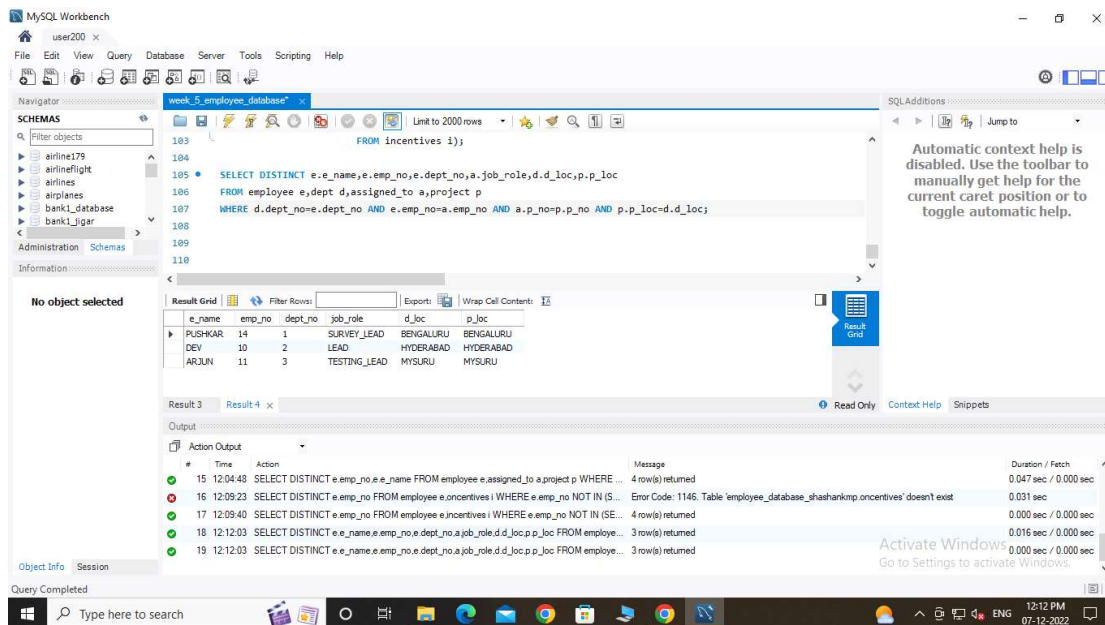 MySQL Workbench
user200
File Edit View Query Database Server Tools Scripting Help
Navigator
SCHEMAS
Filter objects
airline179
airlineflight
airlines
airplanes
bank1_database
bank1_jigar
Administration Schemas
Information
No object selected
Object Info Session
week_5_employee_database*
Limit to 2000 rows
103 FROM incentives i);
104
105 SELECT DISTINCT e.e_name,e.emp_no,e.dept_no,a.job_role,d.d_loc,p.p_loc
106 FROM employee e,dept d,assigned_to a,project p
107 WHERE d.dept_no=e.dept_no AND e.emp_no=a.emp_no AND a.p_no=p.p_no AND p.p_loc=d.d_loc;
108
109
110
Result Grid Filter Rows: Export: Wrap Cell Content:
e_name emp_no dept_no job_role d_loc p_loc
PUSHKAR 14 1 SURVEY_LEAD BENGALURU BENGALURU
DEV 10 2 LEAD HYDERABAD HYDERABAD
ARJUN 11 3 TESTING_LEAD MYSURU MYSURU
Result
Grid
Result 3 Result 4 Read Only
SQLAdditions
Jump to
Automatic context help is
disabled. Use the toolbar to
manually get help for the
current caret position or to
toggle automatic help.
Context Help Snippets
Output
Action Output
# Time Action Message Duration / Fetch
15 12:04:48 SELECT DISTINCT e.emp_no,e.e_name FROM employee e,assigned_to a,project p WHERE ... 4 row(s) returned 0.047 sec / 0.000 sec
16 12:09:23 SELECT DISTINCT e.emp_no FROM employee e,oncentives i WHERE e.emp_no NOT IN (S... Error Code: 1146. Table 'employee_database_shashankmp.oncentives' doesn't exist 0.031 sec
17 12:09:40 SELECT DISTINCT e.emp_no FROM employee e,incentives i WHERE e.emp_no NOT IN (SE... 4 row(s) returned 0.000 sec / 0.000 sec
18 12:12:03 SELECT DISTINCT e.e_name,e.emp_no,e.dept_no,a.job_role,d.d_loc,p.p_loc FROM employe... 3 row(s) returned 0.016 sec / 0.000 sec
19 12:12:03 SELECT DISTINCT e.e_name,e.emp_no,e.dept_no,a.job_role,d.d_loc,p.p_loc FROM employe... 3 row(s) returned 0.000 sec / 0.000 sec
Activate Windows
Go to Settings to activate Windows.
Query Completed
Type here to search
ENG
12:12 PM
07-12-2022